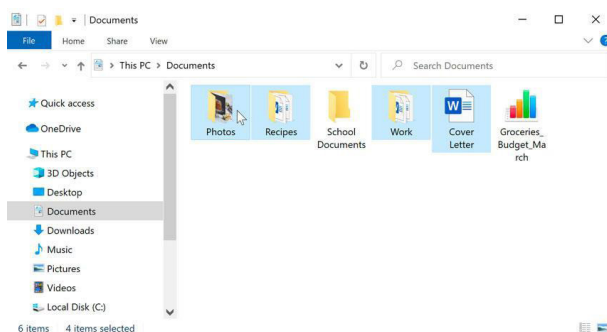 Documents
File Home Share View
This PC > Documents
Search Documents
Quick access
OneDrive
This PC
3D Objects
Desktop
Documents
Downloads
Music
Pictures
Videos
Local Disk (C:)
Photos
Recipes
School
Documents
Work
Cover
Letter
Groceries_
Budget_Ma
rch
6 items 4 items selected